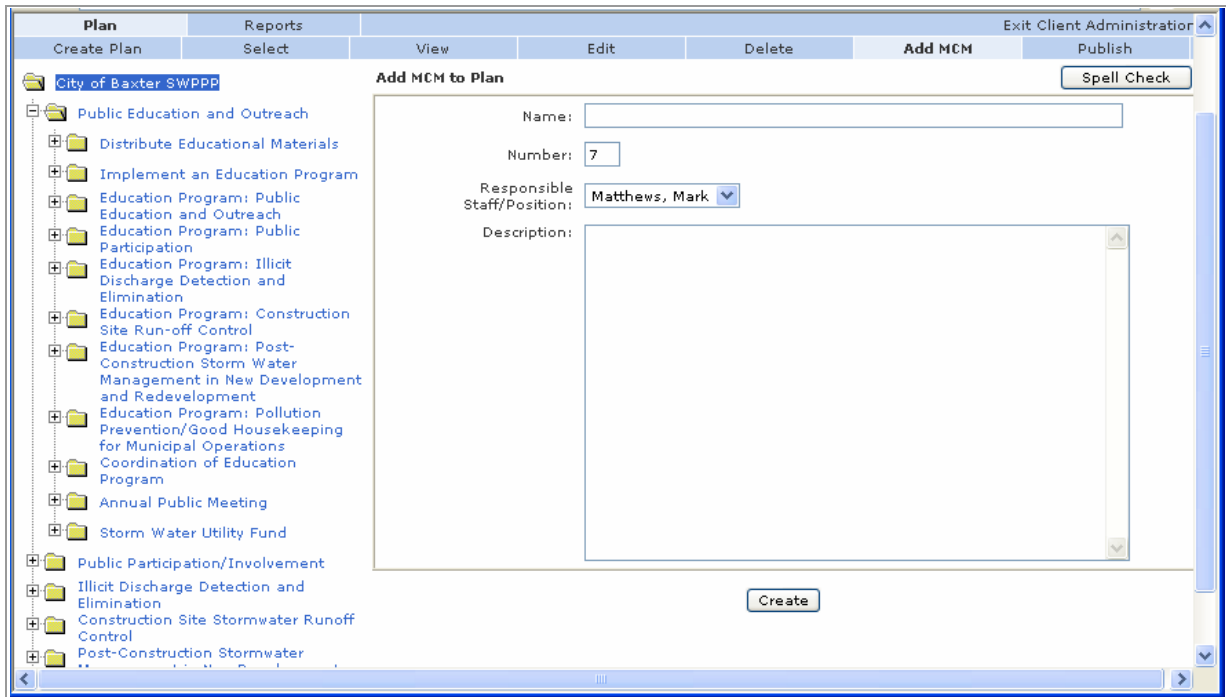 Plan Reports Exit Client Administration
Create Plan Select View Edit Delete Add MCM Publish
City of Baxter SWPPP
Public Education and Outreach
Distribute Educational Materials
Implement an Education Program
Education Program: Public
Education and Outreach
Education Program: Public
Participation
Education Program: Illicit
Discharge Detection and
Elimination
Education Program: Construction
Site Run-off Control
Education Program: Post-
Construction Storm Water
Management in New Development
and Redevelopment
Education Program: Pollution
Prevention/Good Housekeeping
for Municipal Operations
Coordination of Education
Program
Annual Public Meeting
Storm Water Utility Fund
Public Participation/Involvement
Illicit Discharge Detection and
Elimination
Construction Site Stormwater Runoff
Control
Post-Construction Stormwater
Add MCM to Plan Spell Check
Name:
Number: 7
Responsible
Staff/Position: Matthews, Mark
Description:
Create